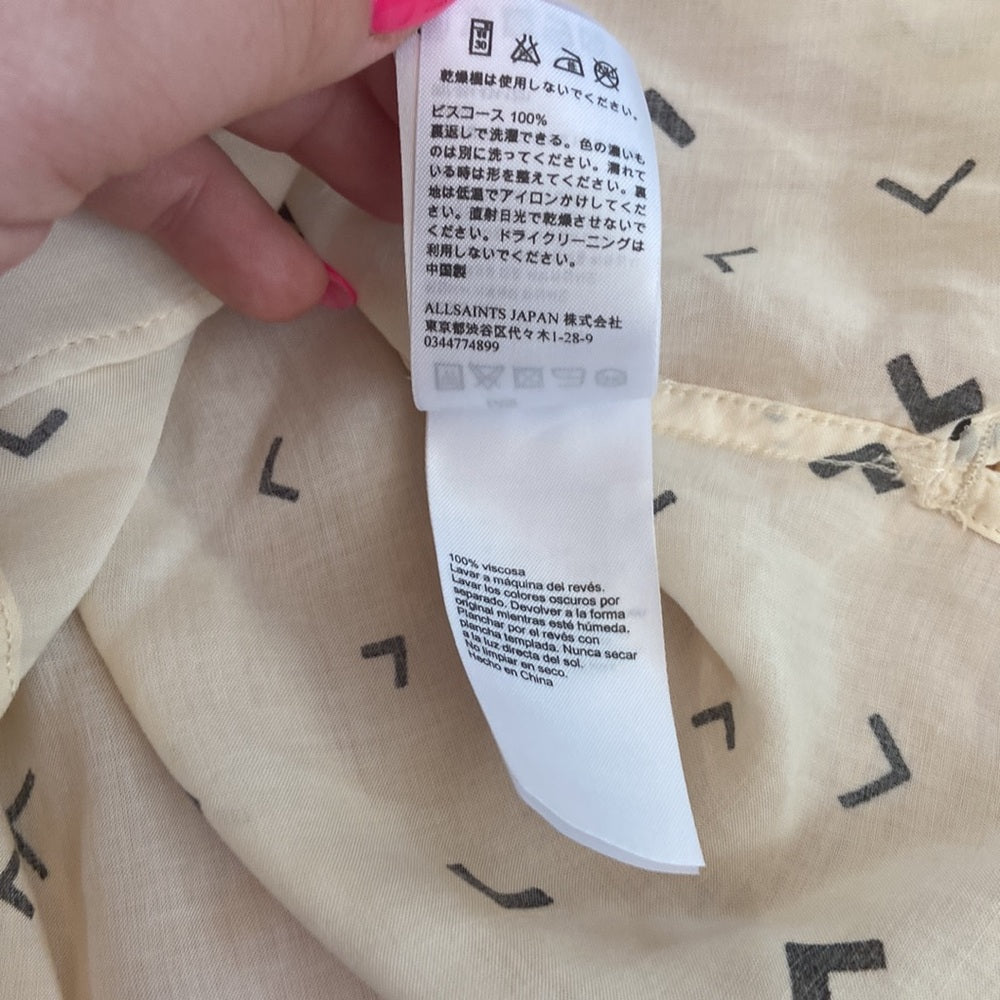 乾燥機は使用しないでください。
ビスコース 100%
裏返しで洗濯できる。色の濃いも
のは別に洗ってください。濡れて
いる時は形を整えてください。裏
地は低温でアイロンかけしてくだ
さい。直射日光で乾燥させないで
ください。ドライクリーニングは
利用しないでください。
中国製
ALLSAINTS JAPAN 株式会社
東京都渋谷区代々木1-28-9
0344774899
100% viscosa
Lavar a máquina del revés.
Lavar los colores oscuros por
separado. Devolver a la forma
original mientras esté húmeda.
Planchar por el revés con
plancha templada. Nunca secar
a la luz directa del sol.
No limpiar en seco.
Hecho en China